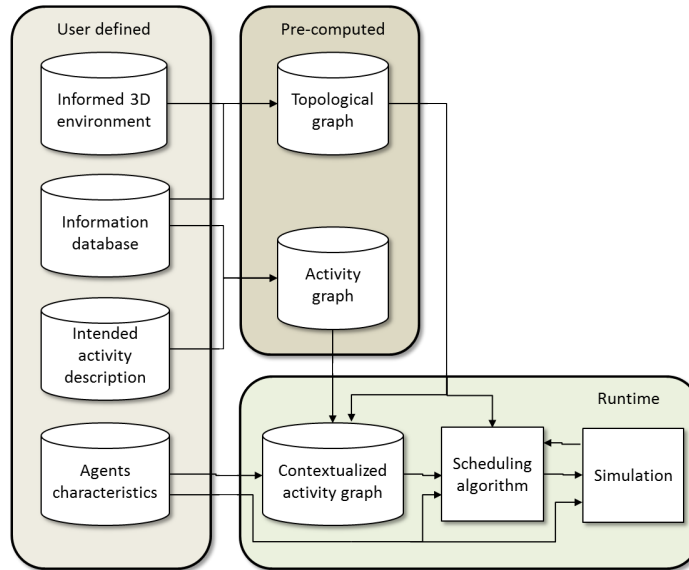 User defined
Informed 3D
environment
Information
database
Intended
activity
description
Agents
characteristics
Pre-computed
Topological
graph
Activity
graph
Runtime
Contextualized
activity graph
Scheduling
algorithm
Simulation